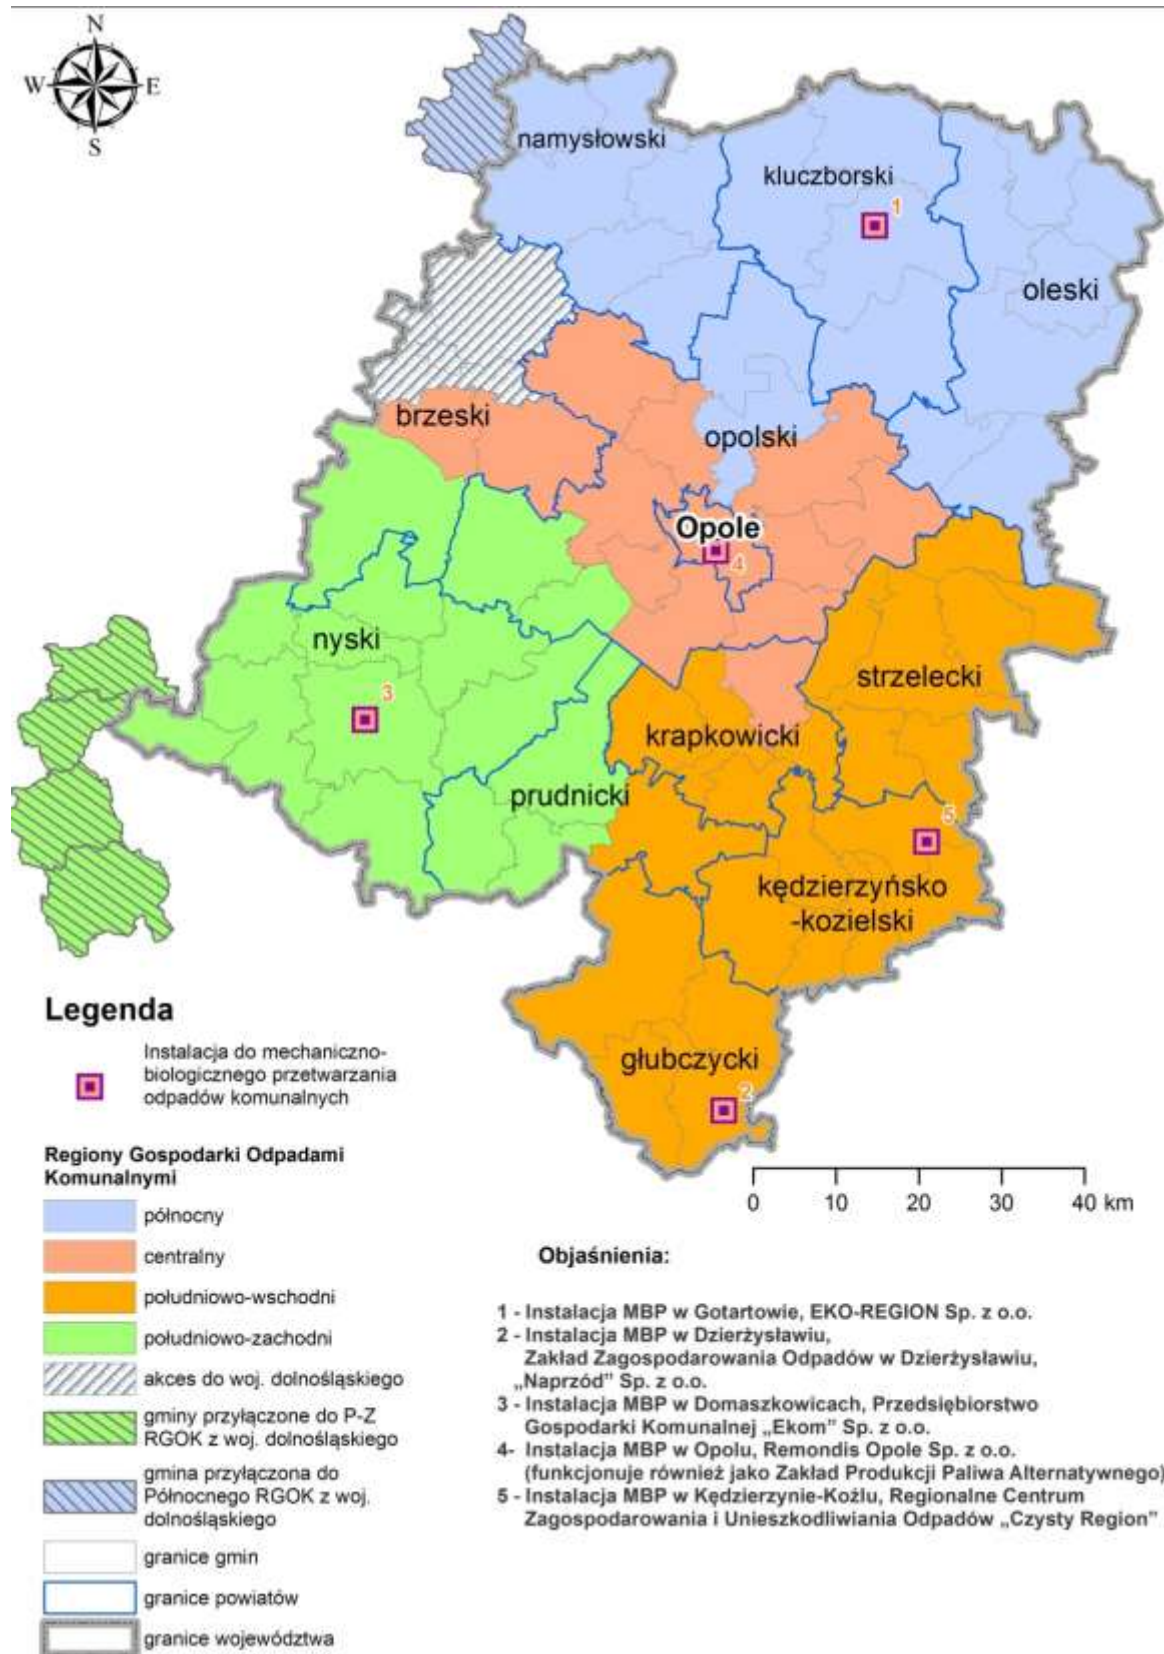 N
W
E
S
namysłowski
kluczborski
1
oleski
brzeski
opolski
Opole
4
nyski
3
strzelecki
krapkowicki
prudnicki
5
kędzierzyńsko
-kozielski
głubczycki
2
0 10 20 30 40 km
Legenda
Instalacja do mechaniczno-
biologicznego przetwarzania
odpadów komunalnych
Regiony Gospodarki Odpadami
Komunalnymi
północny
centralny
południowo-wschodni
południowo-zachodni
akces do woj. dolnośląskiego
gminy przyłączone do P-Z
RGOK z woj. dolnośląskiego
gmina przyłączona do
Północnego RGOK z woj.
dolnośląskiego
granice gmin
granice powiatów
granice województwa
Objaśnienia:
1 - Instalacja MBP w Gotartowie, EKO-REGION Sp. z o.o.
2 - Instalacja MBP w Dzierżysławiu,
Zakład Zagospodarowania Odpadów w Dzierżysławiu,
„Naprzód” Sp. z o.o.
3 - Instalacja MBP w Domaszkowicach, Przedsiębiorstwo
Gospodarki Komunalnej „Ekom” Sp. z o.o.
4- Instalacja MBP w Opolu, Remondis Opole Sp. z o.o.
(funkcjonuje również jako Zakład Produkcji Paliwa Alternatywnego)
5 - Instalacja MBP w Kędzierzynie-Koźlu, Regionalne Centrum
Zagospodarowania i Unieszkodliwiania Odpadów „Czysty Region”